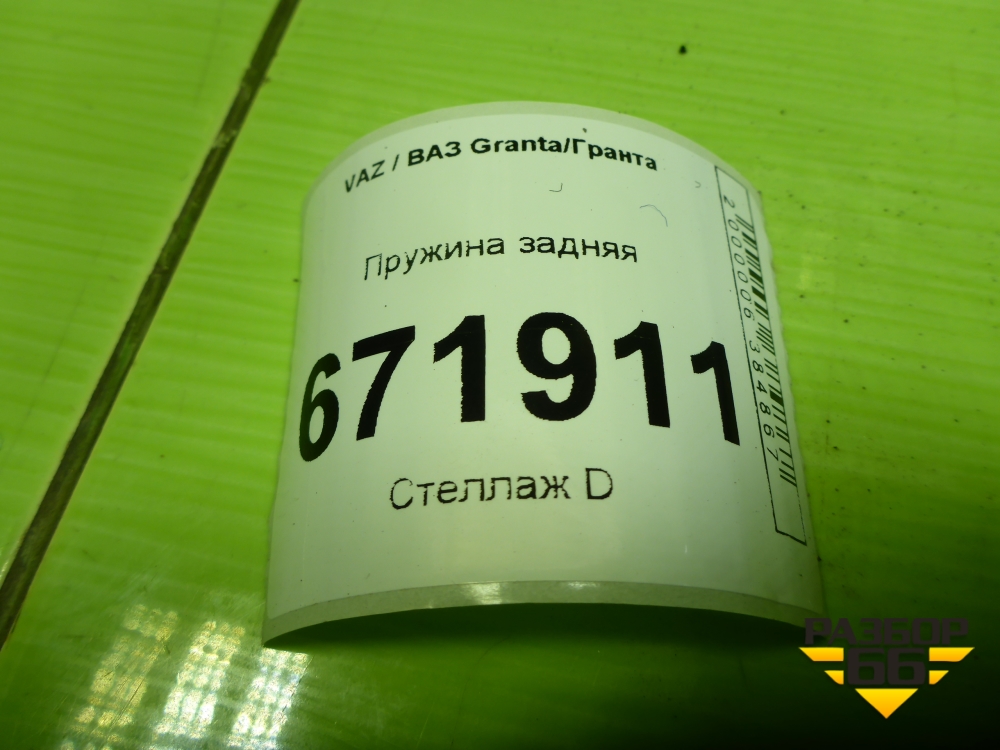 VAZ / ВАЗ Granta/Гранта
Пружина задняя
671911
Стеллаж D
2000006384867
РАЗБОР
66